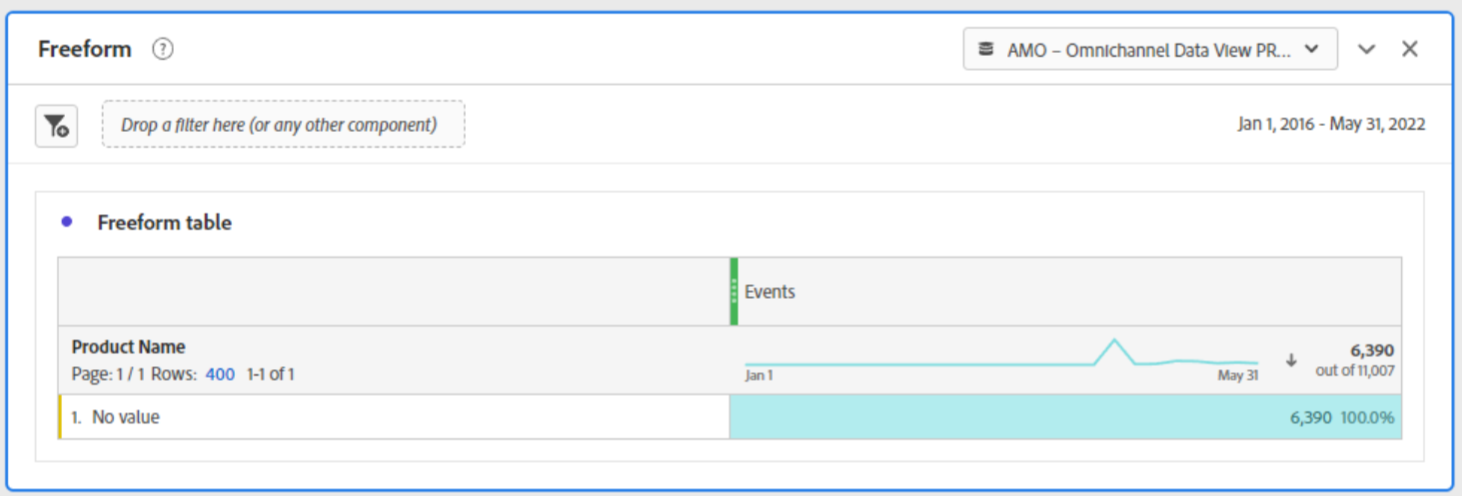 Freeform
AMO – Omnichannel Data View PR...
Drop a filter here (or any other component)
Jan 1, 2016 - May 31, 2022
Freeform table
Events
Product Name
Page: 1 / 1 Rows: 400 1-1 of 1
Jan 1
May 31
6,390
out of 11,007
1. No value
6,390 100.0%